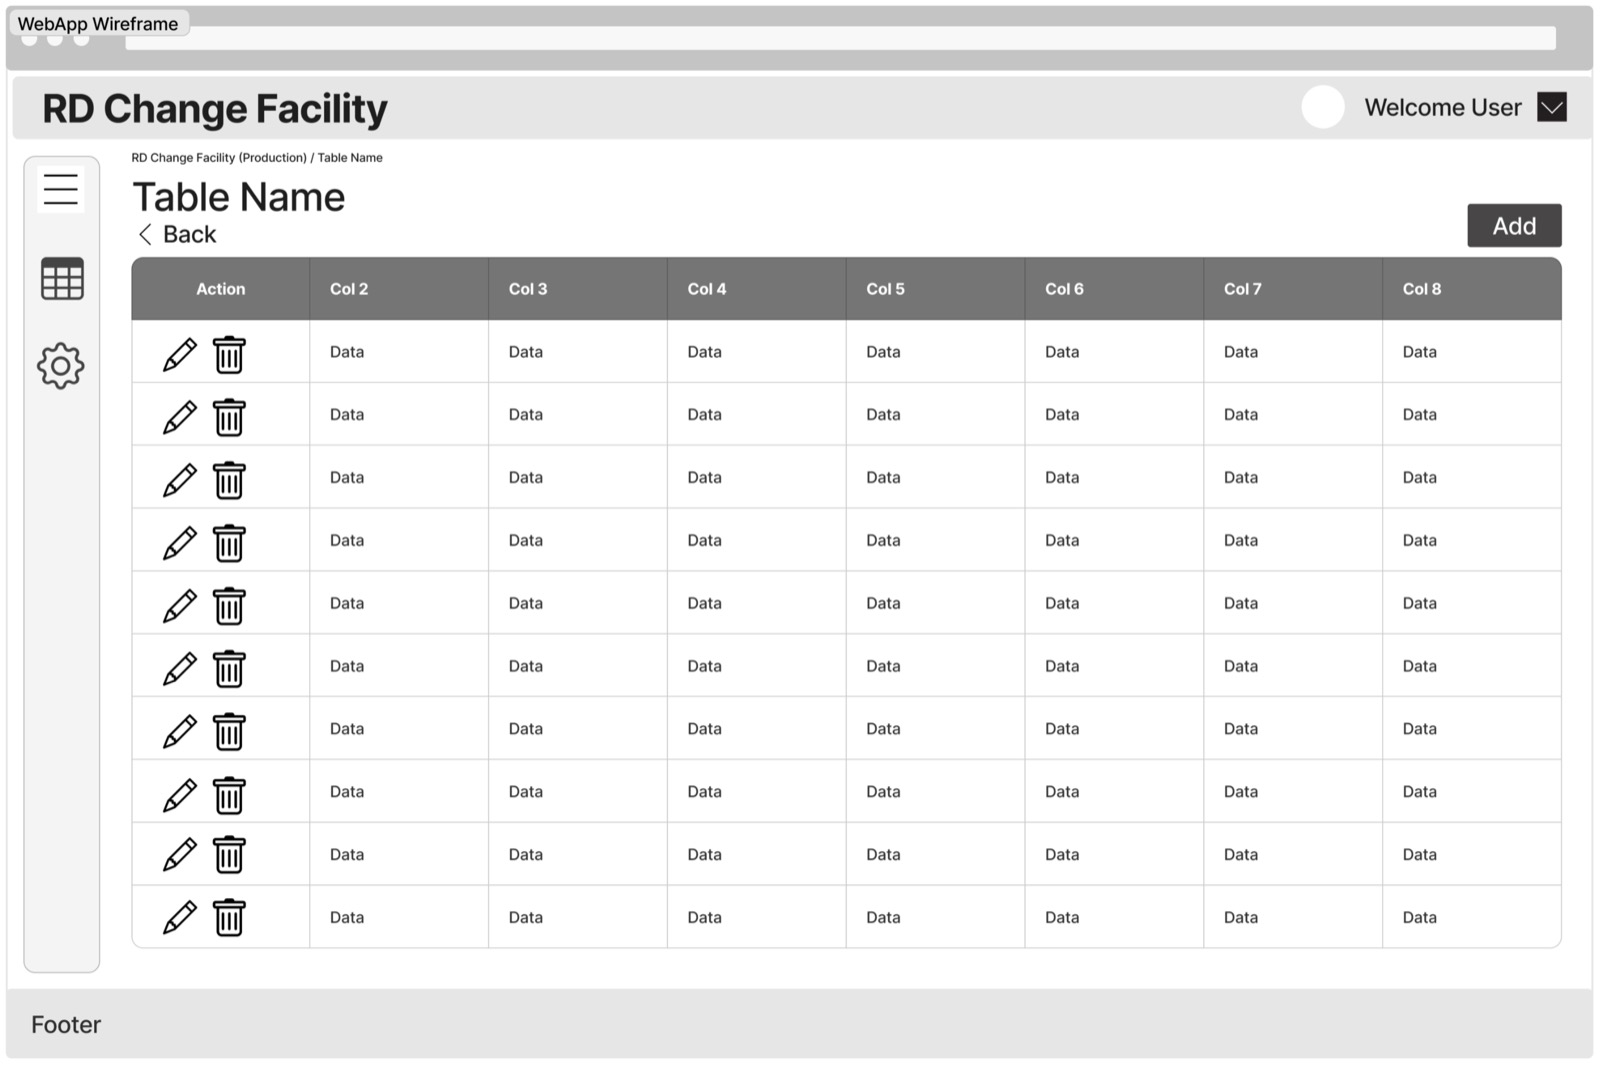 WebApp Wireframe
RD Change Facility
Welcome User
RD Change Facility (Production) / Table Name
Table Name
Back
Add
Action Col 2 Col 3 Col 4 Col 5 Col 6 Col 7 Col 8
Data Data Data Data Data Data Data
Data Data Data Data Data Data Data
Data Data Data Data Data Data Data
Data Data Data Data Data Data Data
Data Data Data Data Data Data Data
Data Data Data Data Data Data Data
Data Data Data Data Data Data Data
Data Data Data Data Data Data Data
Data Data Data Data Data Data Data
Data Data Data Data Data Data Data
Footer